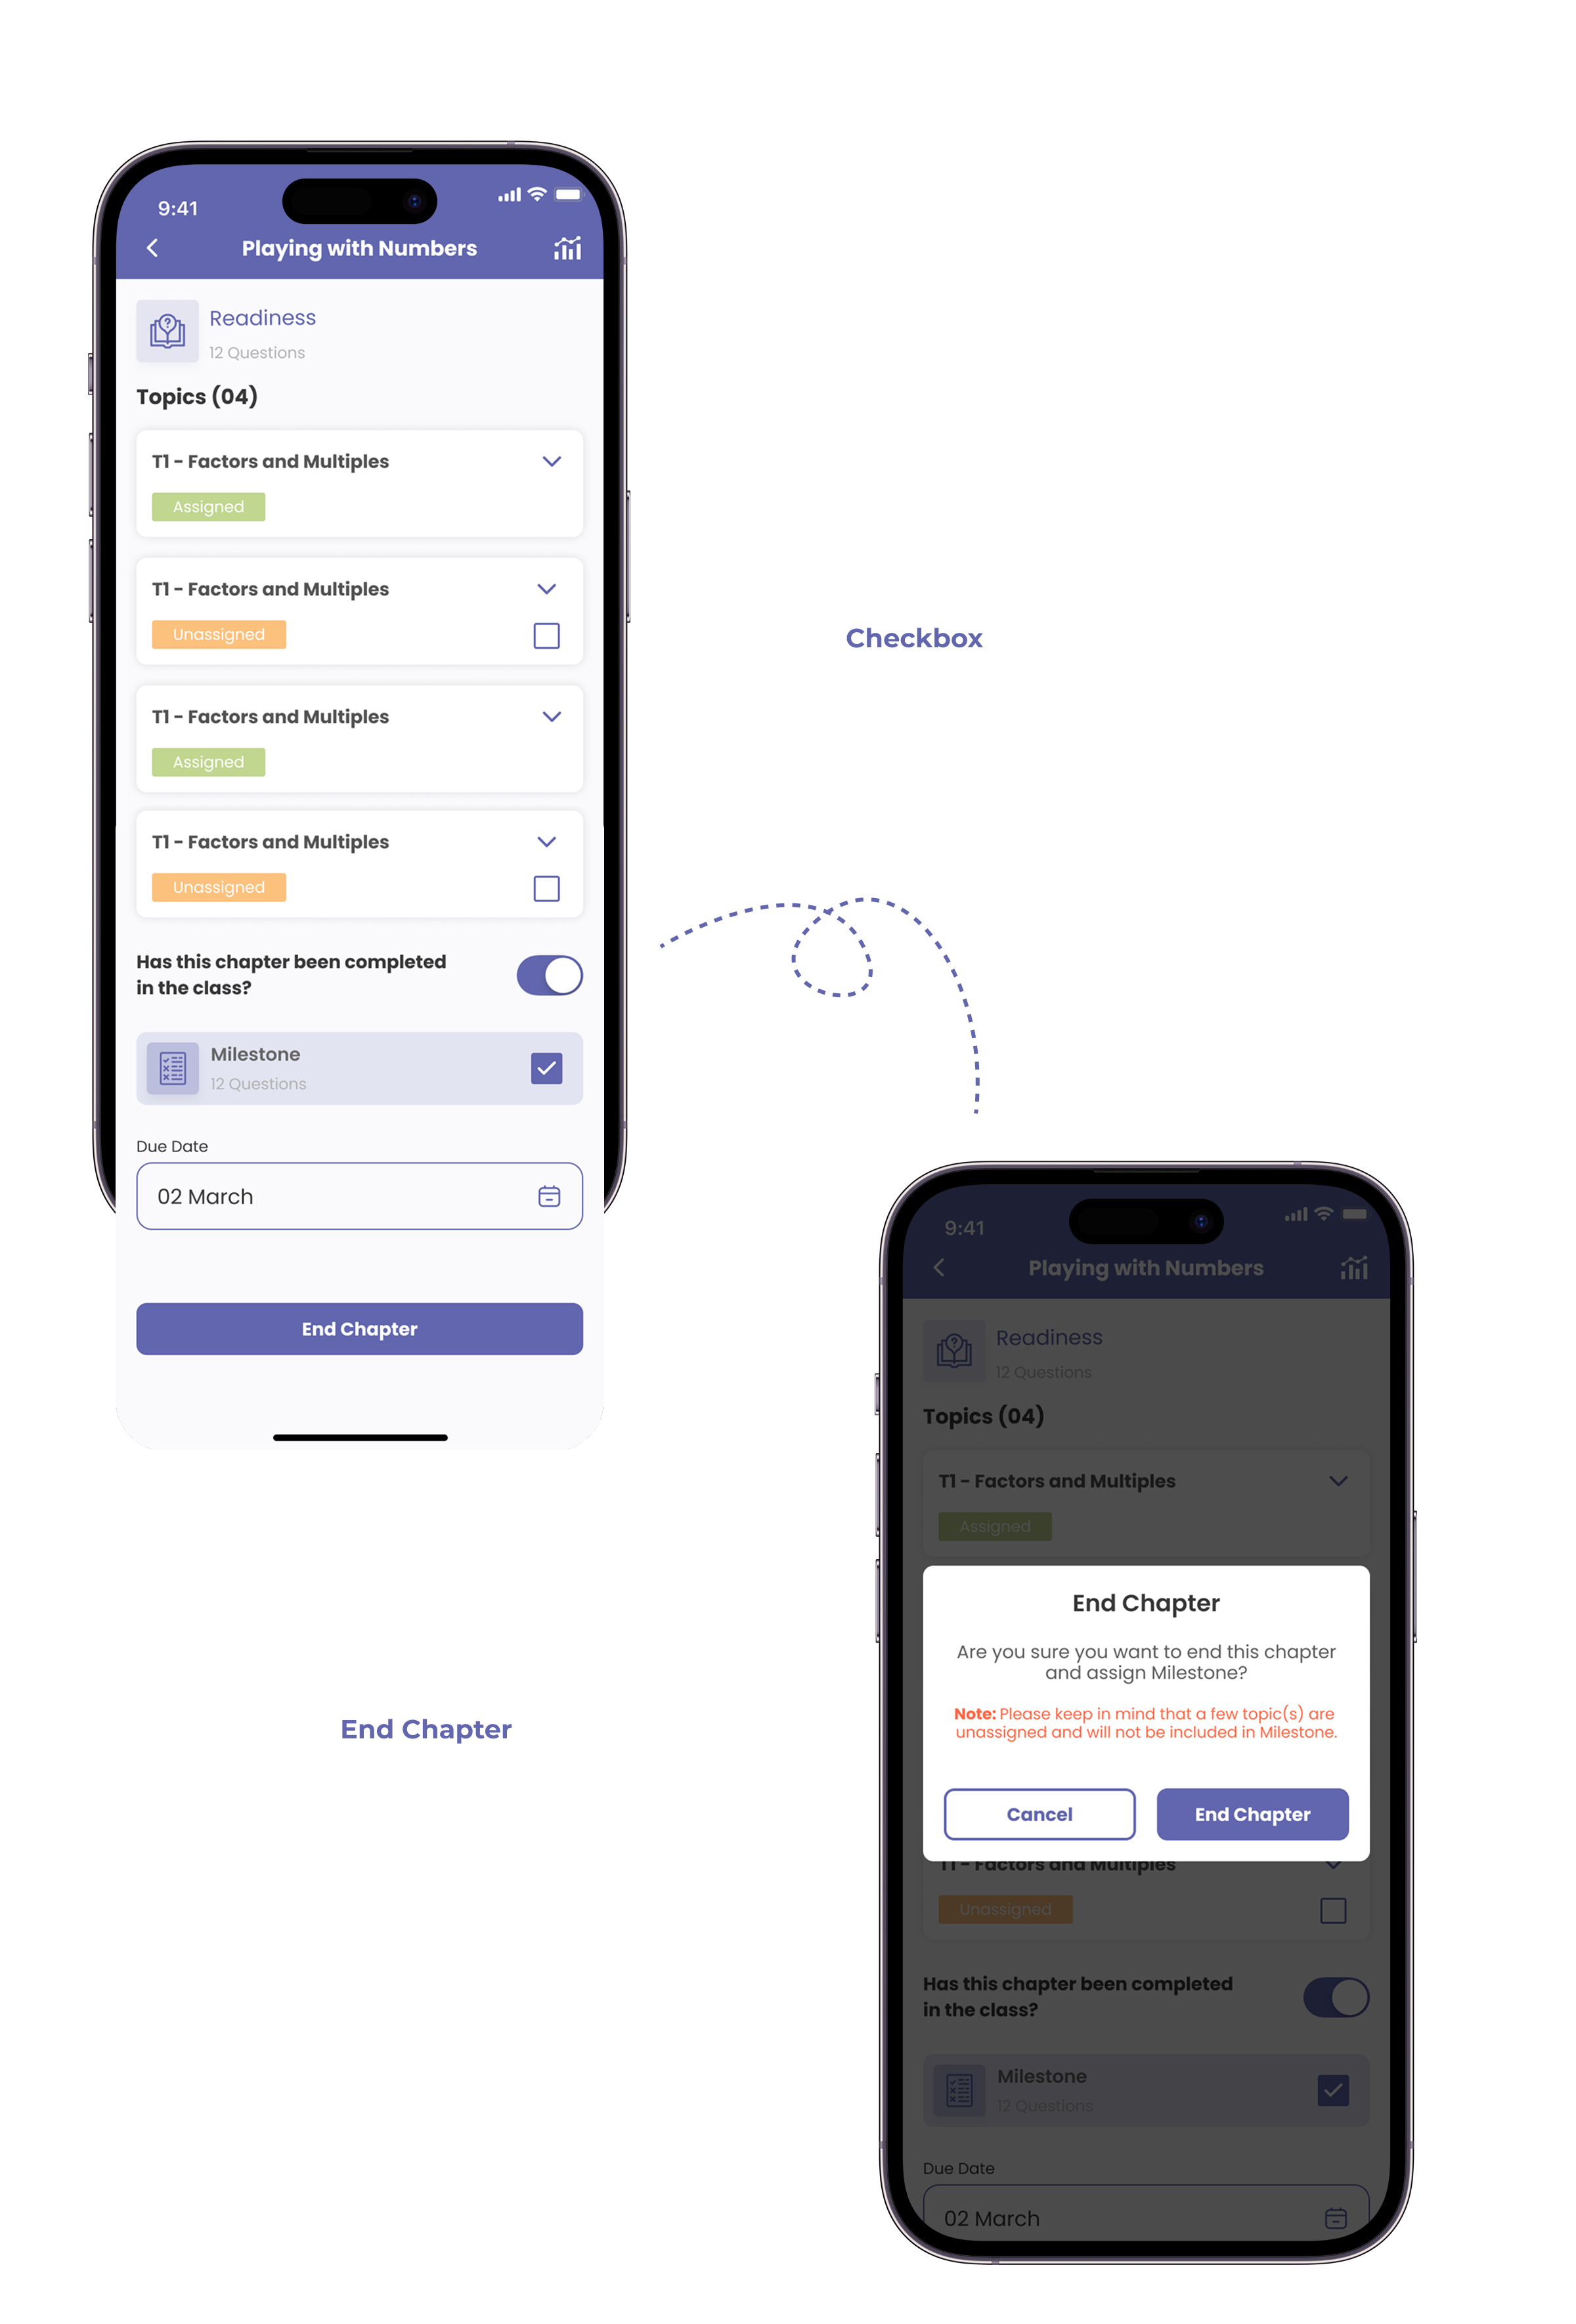 9:41
Playing with Numbers
Readiness
12 Questions
Topics (04)
T1 - Factors and Multiples
Assigned
T1 - Factors and Multiples
Unassigned
T1 - Factors and Multiples
Assigned
T1 - Factors and Multiples
Unassigned
Has this chapter been completed
in the class?
Milestone
12 Questions
Due Date
02 March
End Chapter
Checkbox
End Chapter
9:41
Playing with Numbers
Readiness
12 Questions
Topics (04)
T1 - Factors and Multiples
Assigned
End Chapter
Are you sure you want to end this chapter
and assign Milestone?
Note: Please keep in mind that a few topic(s) are
unassigned and will not be included in Milestone.
Cancel
End Chapter
T1 - Factors and Multiples
Unassigned
Has this chapter been completed
in the class?
Milestone
12 Questions
Due Date
02 March